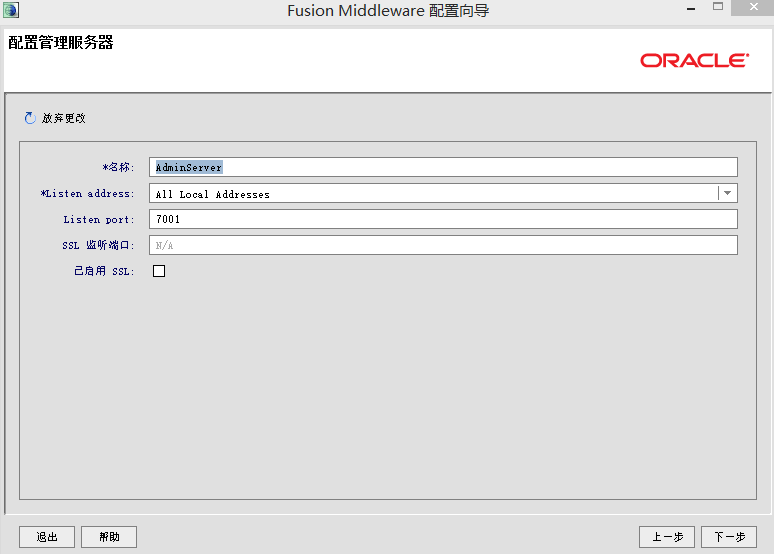 Fusion Middleware 配置向导
配置管理服务器
ORACLE
放弃更改
*名称: AdminServer
*Listen address: All Local Addresses
Listen port: 7001
SSL 监听端口: N/A
已启用 SSL:
退出 帮助 上一步 下一步